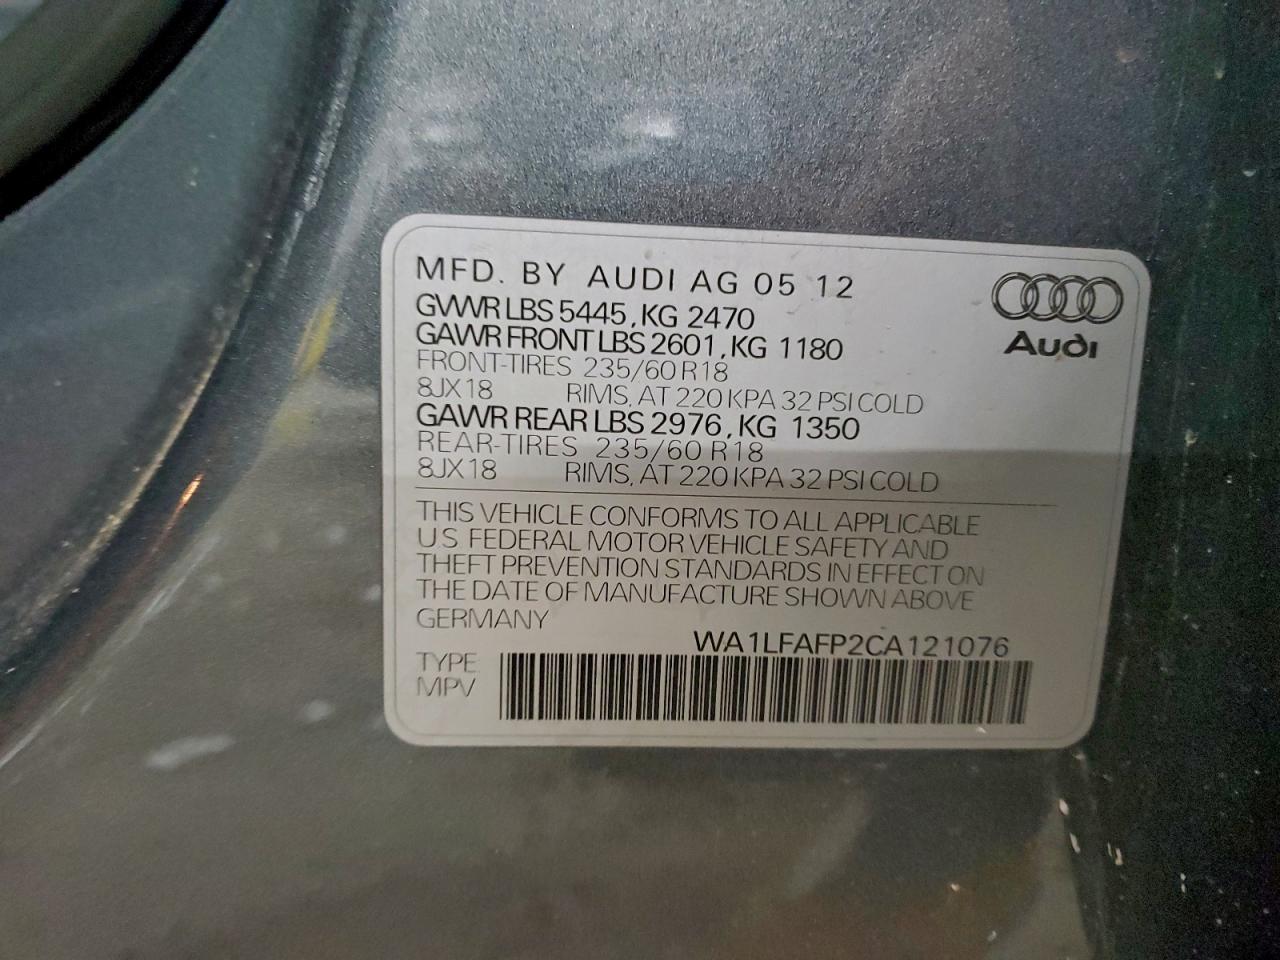 MFD. BY AUDI AG 05 12
GVWR LBS 5445, KG 2470
GAWR FRONT LBS 2601, KG 1180
FRONT-TIRES 235/60 R18
8JX18 RIMS, AT 220 KPA 32 PSI COLD
GAWR REAR LBS 2976, KG 1350
REAR-TIRES 235/60 R18
8JX18 RIMS, AT 220 KPA 32 PSI COLD
Audi
THIS VEHICLE CONFORMS TO ALL APPLICABLE
U.S FEDERAL MOTOR VEHICLE SAFETY AND
THEFT PREVENTION STANDARDS IN EFFECT ON
THE DATE OF MANUFACTURE SHOWN ABOVE
GERMANY
WA1LFAFP2CA121076
TYPE
MPV